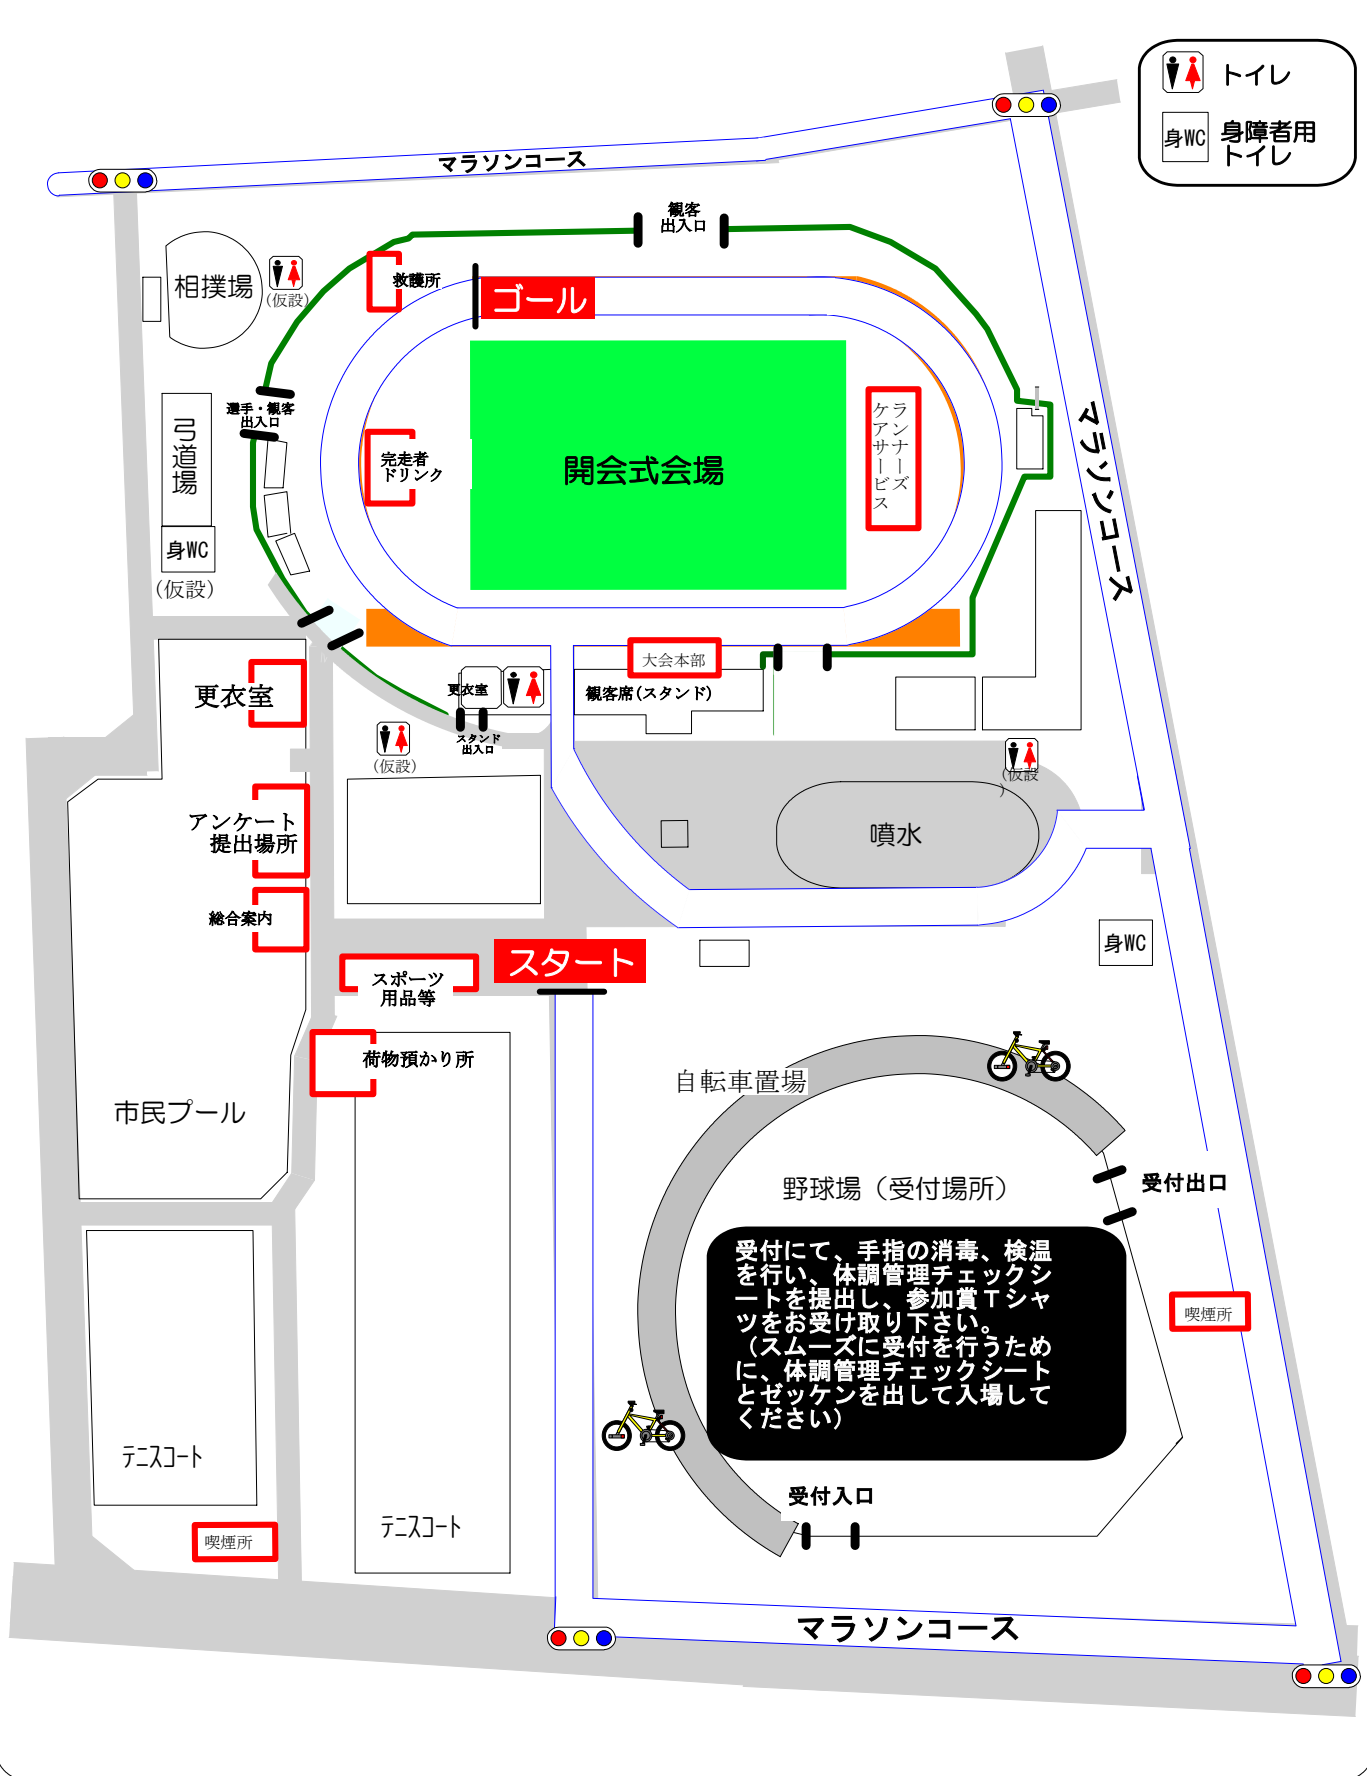 トイレ
身WC
身障者用
トイレ
マラソンコース
観客
出入口
相撲場
(仮設)
救護所
ゴール
選手・観客
出入口
弓道場
身WC
(仮設)
完走者
ドリンク
開会式会場
ランナーズ
ケアサービス
マラソンコース
大会本部
更衣室
更衣室
観客席(スタンド)
スタンド
出入口
(仮設)
(仮設
)
アンケート
提出場所
噴水
総合案内
身WC
スタート
スポーツ
用品等
荷物預かり所
自転車置場
市民プール
野球場（受付場所）
受付出口
受付にて、手指の消毒、検温
を行い、体調管理チェックシ
ートを提出し、参加賞Ｔシャ
ツをお受け取り下さい。
（スムーズに受付を行うため
に、体調管理チェックシート
とゼッケンを出して入場して
ください）
喫煙所
テニスコート
受付入口
テニスコート
喫煙所
マラソンコース